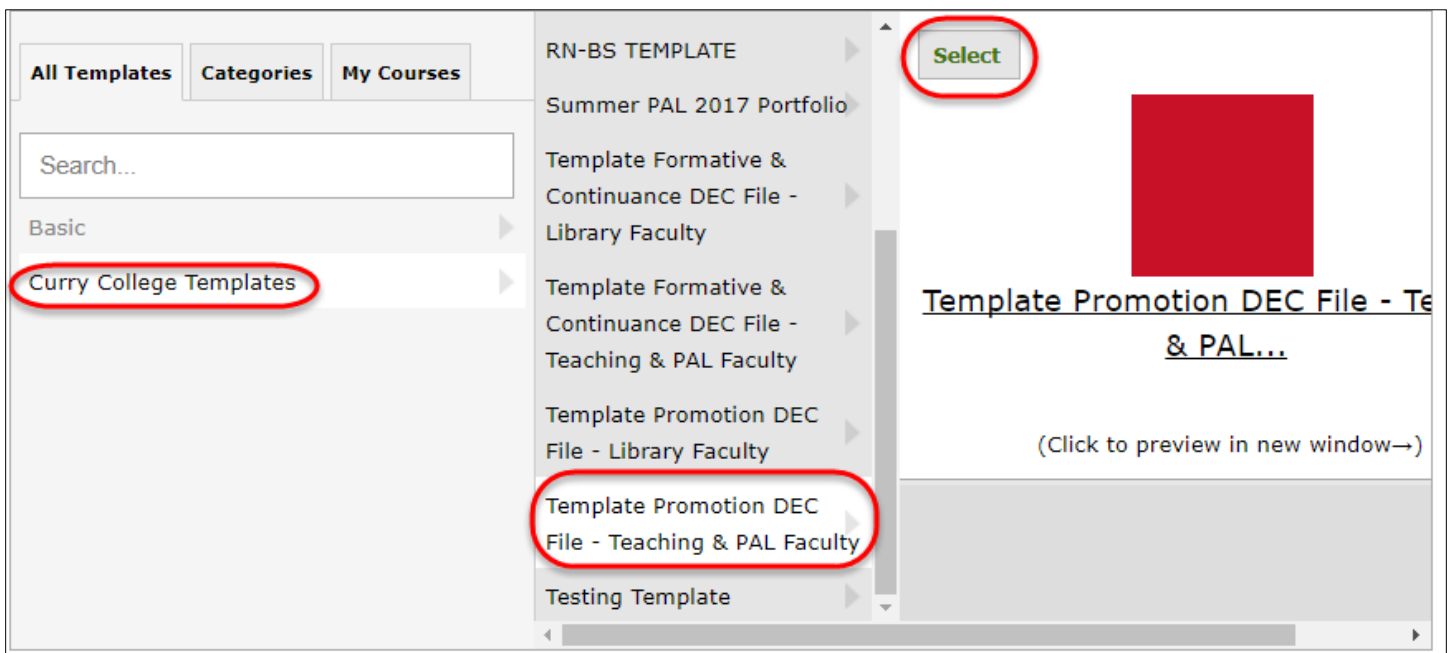 All Templates
Categories
My Courses
Search...
Basic
Curry College Templates
RN-BS TEMPLATE
Summer PAL 2017 Portfolio
Template Formative &
Continuance DEC File -
Library Faculty
Template Formative &
Continuance DEC File -
Teaching & PAL Faculty
Template Promotion DEC
File - Library Faculty
Template Promotion DEC
File - Teaching & PAL Faculty
Testing Template
Select
Template Promotion DEC File - Te
& PAL...
(Click to preview in new window→)